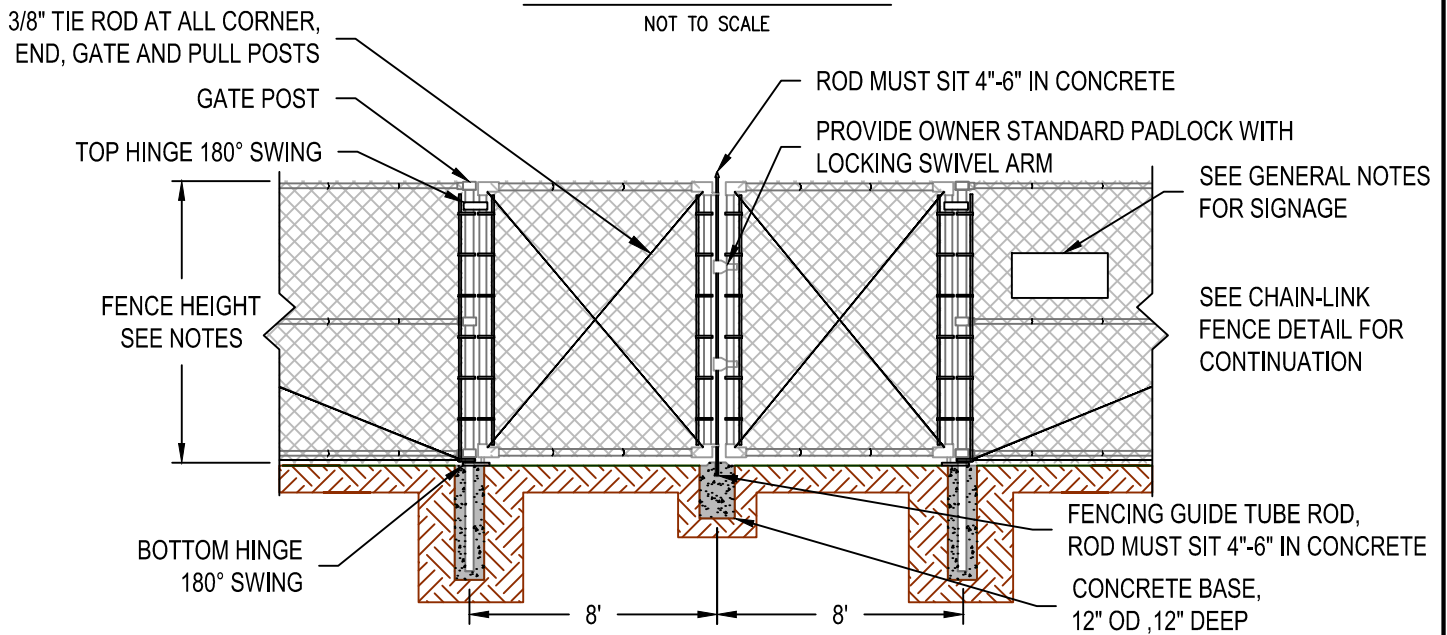 NOT TO SCALE
3/8" TIE ROD AT ALL CORNER,
END, GATE AND PULL POSTS
GATE POST
TOP HINGE 180° SWING
ROD MUST SIT 4"-6" IN CONCRETE
PROVIDE OWNER STANDARD PADLOCK WITH
LOCKING SWIVEL ARM
SEE GENERAL NOTES
FOR SIGNAGE
FENCE HEIGHT
SEE NOTES
SEE CHAIN-LINK
FENCE DETAIL FOR
CONTINUATION
BOTTOM HINGE
180° SWING
8'
8'
FENCING GUIDE TUBE ROD,
ROD MUST SIT 4"-6" IN CONCRETE
CONCRETE BASE,
12" OD ,12" DEEP